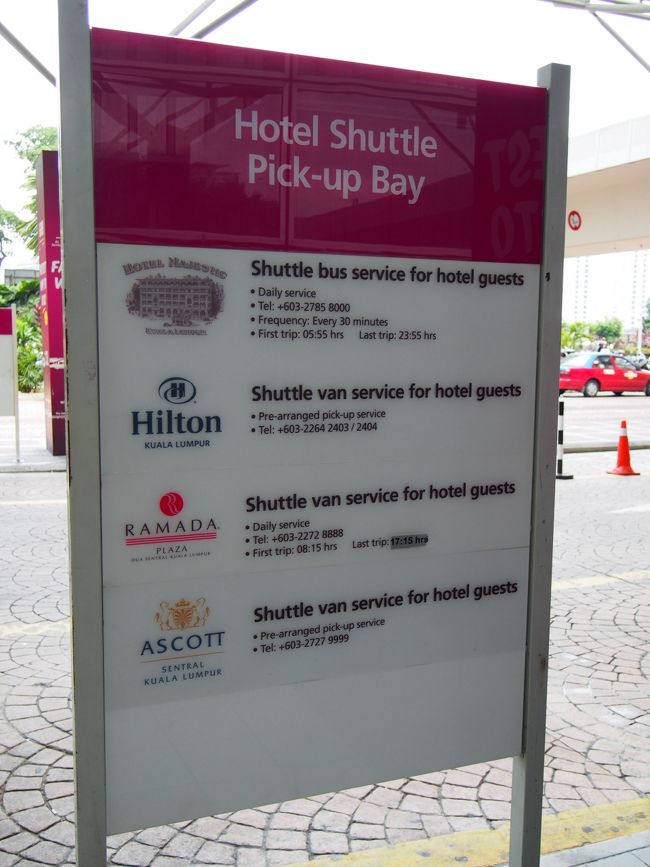 Hotel Shuttle
Pick-up Bay
HOTEL MAJESTIC
KUALA LUMPUR
Shuttle bus service for hotel guests
• Daily service
• Tel: +603-2785 8000
• Frequency: Every 30 minutes
• First trip: 05:55 hrs Last trip: 23:55 hrs
Hilton
KUALA LUMPUR
Shuttle van service for hotel guests
• Pre-arranged pick-up service
• Tel: +603-2264 2403 / 2404
RAMADA
PLAZA
DUA SENTRAL KUALA LUMPUR
Shuttle van service for hotel guests
• Daily service
• Tel: +603-2272 8888
• First trip: 08:15 hrs Last trip: 17:15 hrs
ASCOTT
SENTRAL
KUALA LUMPUR
Shuttle van service for hotel guests
• Pre-arranged pick-up service
• Tel: +603-2727 9999